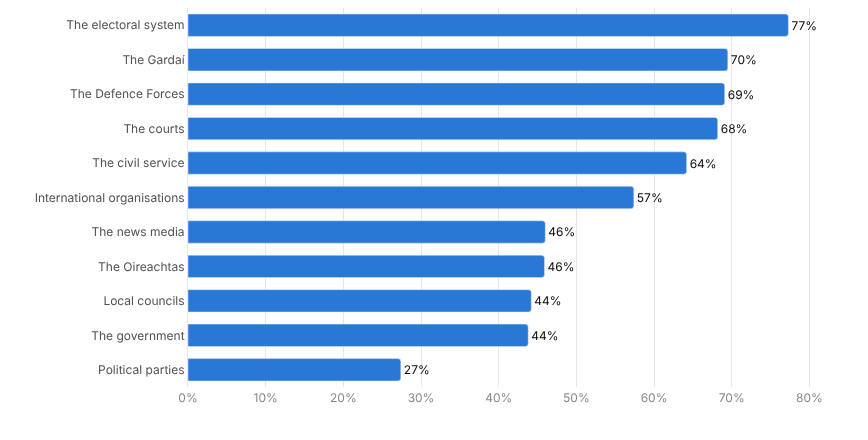 The electoral system 77%
The Gardaí 70%
The Defence Forces 69%
The courts 68%
The civil service 64%
International organisations 57%
The news media 46%
The Oireachtas 46%
Local councils 44%
The government 44%
Political parties 27%
0% 10% 20% 30% 40% 50% 60% 70% 80%